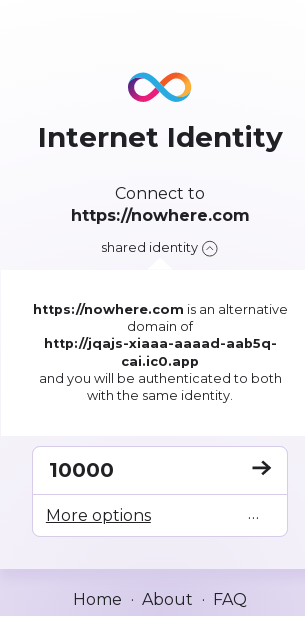 Internet Identity
Connect to
https://nowhere.com
shared identity
https://nowhere.com is an alternative
domain of
http://jqajs-xiaaa-aaaad-aab5q-
cai.ic0.app
and you will be authenticated to both
with the same identity.
10000
More options ...
Home · About · FAQ